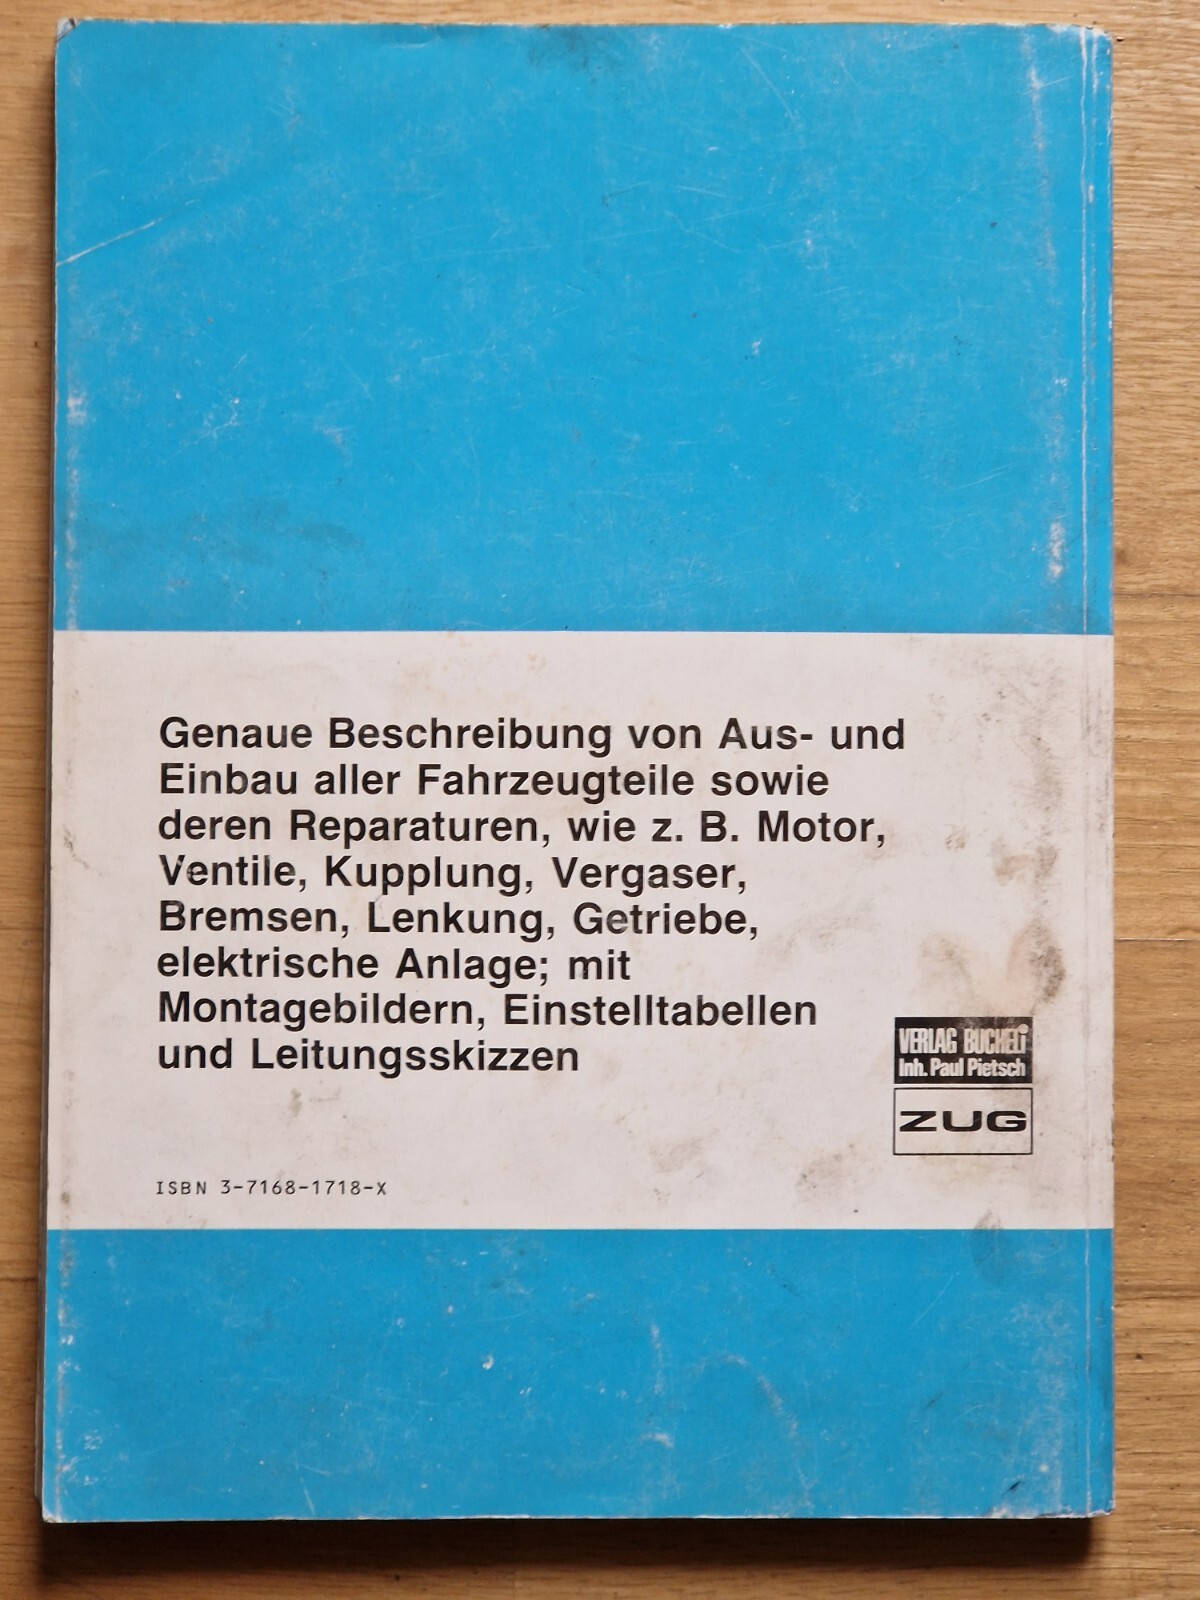 Genaue Beschreibung von Aus- und
Einbau aller Fahrzeugteile sowie
deren Reparaturen, wie z. B. Motor,
Ventile, Kupplung, Vergaser,
Bremsen, Lenkung, Getriebe,
elektrische Anlage; mit
Montagebildern, Einstelltabellen
und Leitungsskizzen
VERLAG BUCHELi
Inh. Paul Pietsch
ZUG
ISBN 3-7168-1718-X